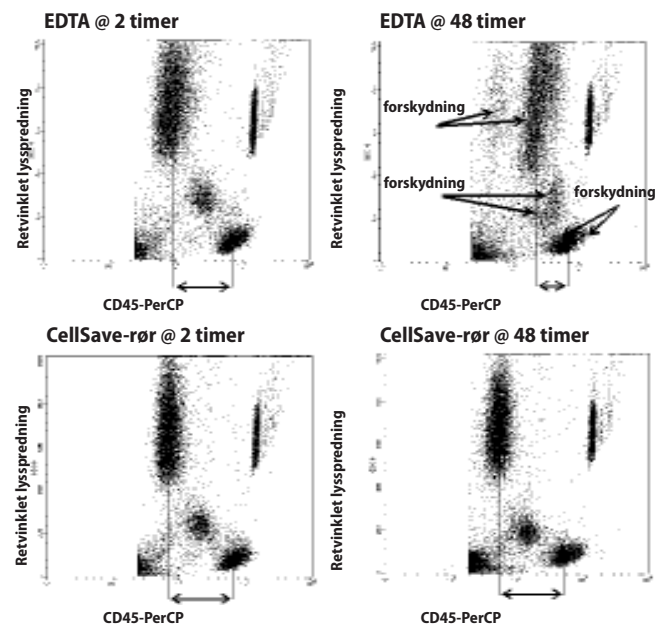 EDTA @ 2 timer
Retvinklet lysspredning
CD45-PerCP
EDTA @ 48 timer
Retvinklet lysspredning
forskydning
forskydning
forskydning
CD45-PerCP
CellSave-rør @ 2 timer
Retvinklet lysspredning
CD45-PerCP
CellSave-rør @ 48 timer
Retvinklet lysspredning
CD45-PerCP